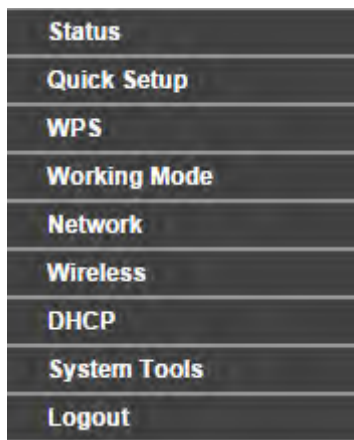 Status
Quick Setup
WPS
Working Mode
Network
Wireless
DHCP
System Tools
Logout